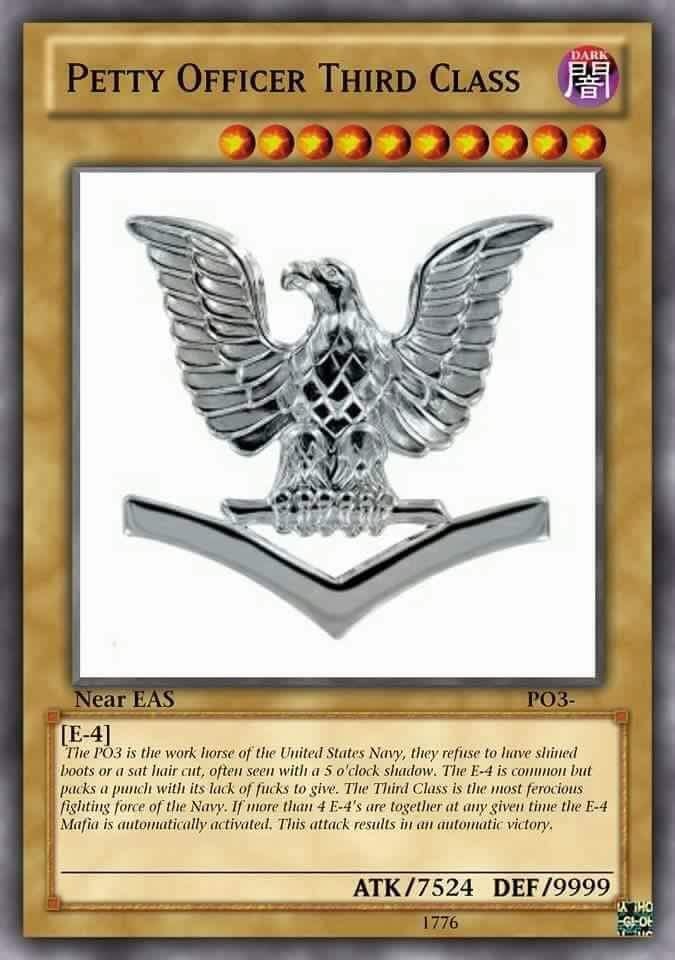 Petty Officer Third Class
DARK
闇
Near EAS
PO3-
[E-4]
The PO3 is the work horse of the United States Navy, they refuse to have shined
boots or a sat hair cut, often seen with a 5 o'clock shadow. The E-4 is common but
packs a punch with its lack of fucks to give. The Third Class is the most ferocious
fighting force of the Navy. If more than 4 E-4's are together at any given time the E-4
Mafia is automatically activated. This attack results in an automatic victory.
ATK/7524 DEF/9999
1776